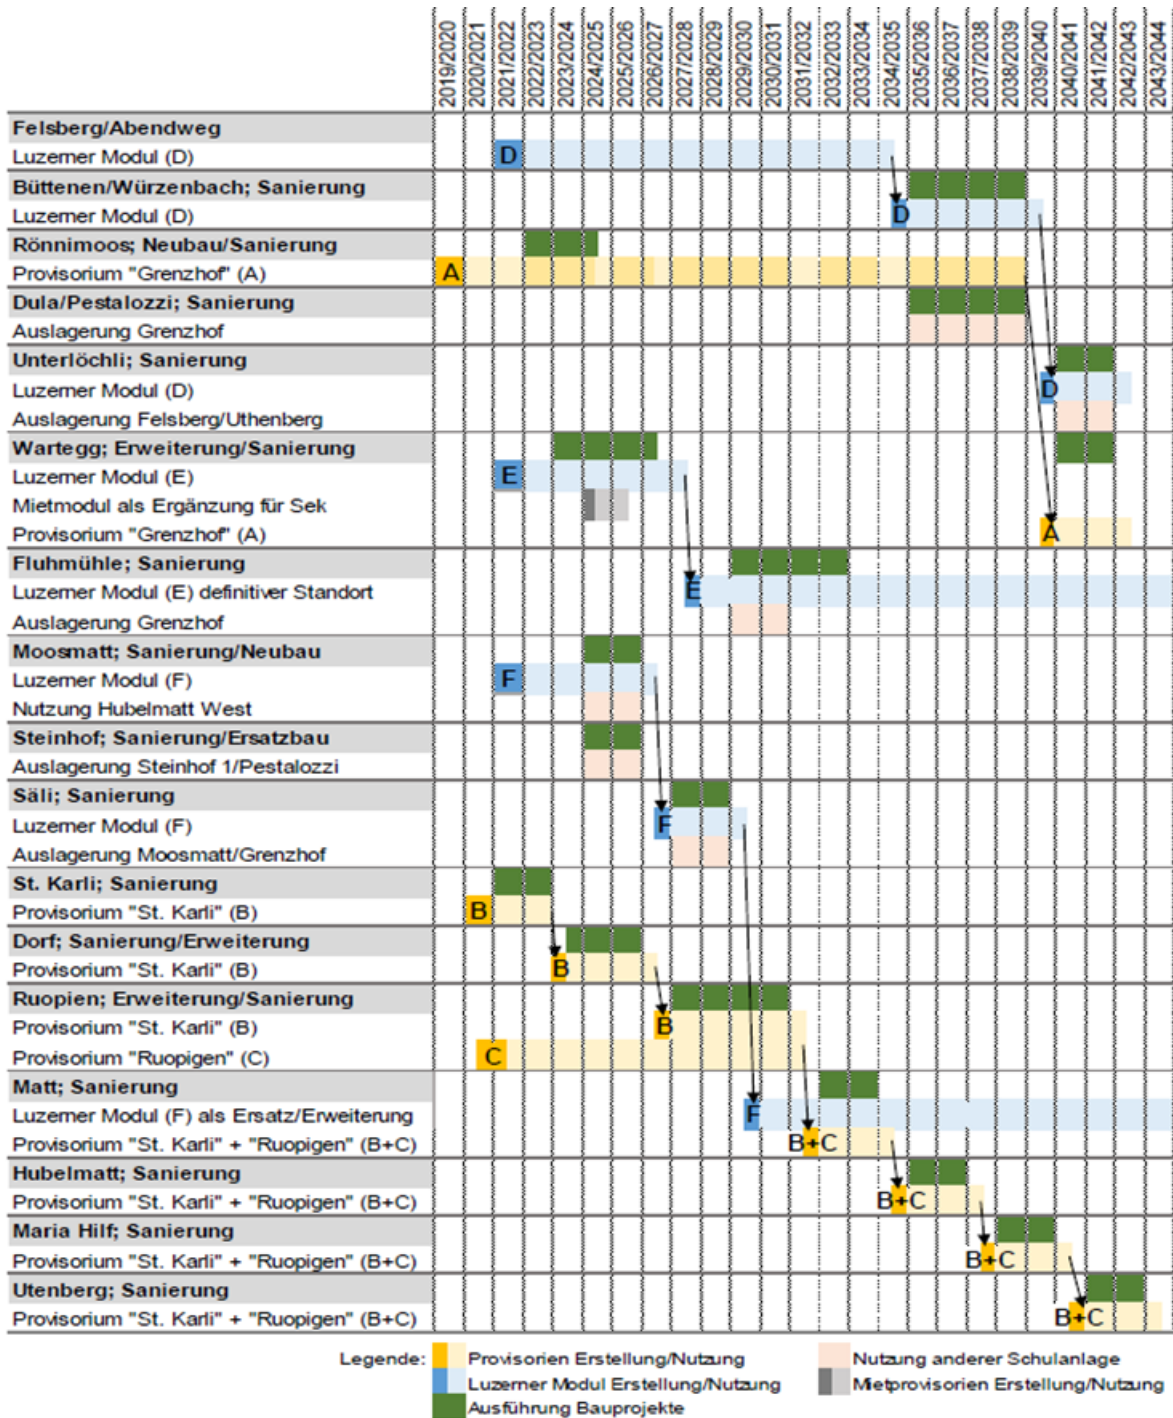 2019/2020 2020/2021 2021/2022 2022/2023 2023/2024 2024/2025 2025/2026 2026/2027 2027/2028 2028/2029 2029/2030 2030/2031 2031/2032 2032/2033 2033/2034 2034/2035 2035/2036 2036/2037 2037/2038 2038/2039 2039/2040 2040/2041 2041/2042 2042/2043 2043/2044
Felsberg/Abendweg
Luzerner Modul (D) D
Büttenen/Würzenbach; Sanierung
Luzerner Modul (D) D
Rönnimoos; Neubau/Sanierung
Provisorium "Grenzhof" (A) A
Dula/Pestalozzi; Sanierung
Auslagerung Grenzhof
Unterlöchli; Sanierung
Luzerner Modul (D) D
Auslagerung Felsberg/Uthenberg
Wartegg; Erweiterung/Sanierung
Luzerner Modul (E) E
Mietmodul als Ergänzung für Sek
Provisorium "Grenzhof" (A) A
Fluhmühle; Sanierung
Luzerner Modul (E) definitiver Standort E
Auslagerung Grenzhof
Moosmatt; Sanierung/Neubau
Luzerner Modul (F) F
Nutzung Hubelmatt West
Steinhof; Sanierung/Ersatzbau
Auslagerung Steinhof 1/Pestalozzi
Säli; Sanierung
Luzerner Modul (F) F
Auslagerung Moosmatt/Grenzhof
St. Karli; Sanierung
Provisorium "St. Karli" (B) B
Dorf; Sanierung/Erweiterung
Provisorium "St. Karli" (B) B
Ruopien; Erweiterung/Sanierung
Provisorium "St. Karli" (B) B
Provisorium "Ruopigen" (C) C
Matt; Sanierung
Luzerner Modul (F) als Ersatz/Erweiterung F
Provisorium "St. Karli" + "Ruopigen" (B+C) B+C
Hubelmatt; Sanierung
Provisorium "St. Karli" + "Ruopigen" (B+C) B+C
Maria Hilf; Sanierung
Provisorium "St. Karli" + "Ruopigen" (B+C) B+C
Utenberg; Sanierung
Provisorium "St. Karli" + "Ruopigen" (B+C) B+C
Legende: Provisorien Erstellung/Nutzung Nutzung anderer Schulanlage
Luzerner Modul Erstellung/Nutzung Mietprovisorien Erstellung/Nutzung
Ausführung Bauprojekte